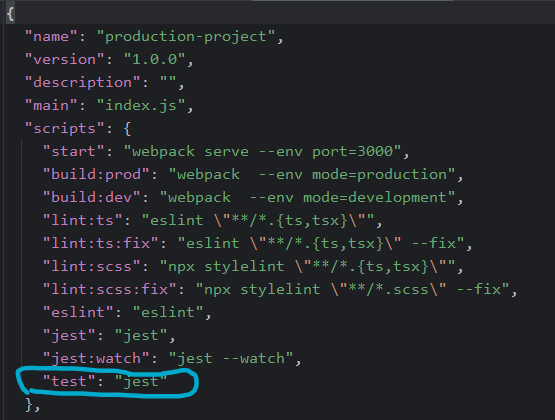 {
"name": "production-project",
"version": "1.0.0",
"description": "",
"main": "index.js",
"scripts": {
"start": "webpack serve --env port=3000",
"build:prod": "webpack  --env mode=production",
"build:dev": "webpack  --env mode=development",
"lint:ts": "eslint \"**/*.{ts,tsx}\"",
"lint:ts:fix": "eslint \"**/*.{ts,tsx}\" --fix",
"lint:scss": "npx stylelint \"**/*.{ts,tsx}\"",
"lint:scss:fix": "npx stylelint \"**/*.scss\" --fix",
"eslint": "eslint",
"jest": "jest",
"jest:watch": "jest --watch",
"test": "jest"
},